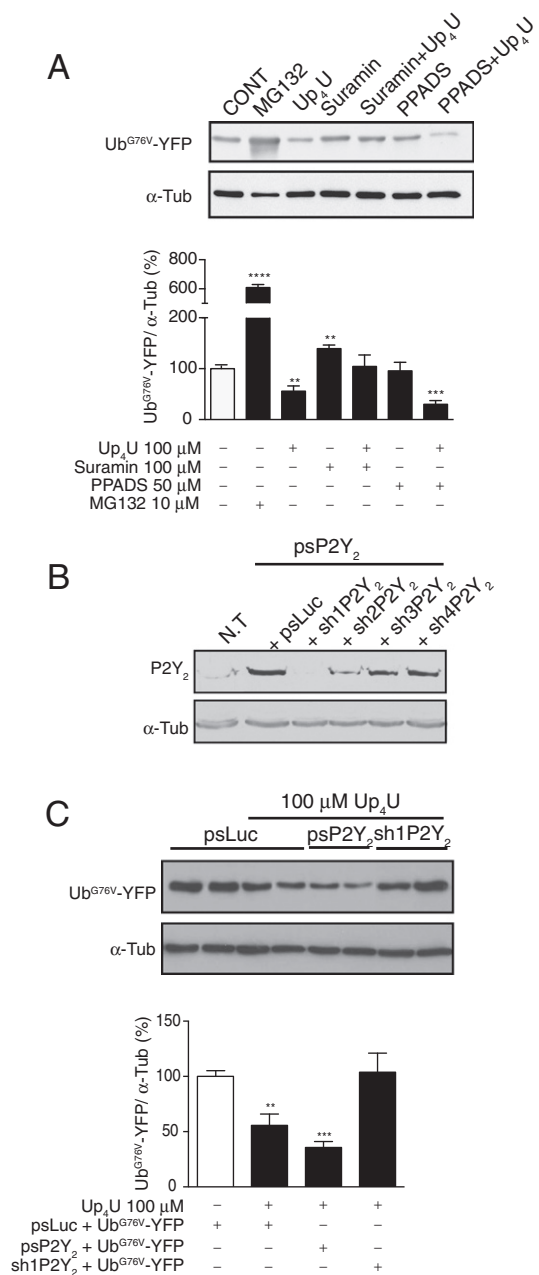 A
CONT
MG132
Up₄U
Suramin
Suramin+Up₄U
PPADS
PPADS+Up₄U
Ubᴳ⁷⁶ⱽ-YFP
α-Tub
Ubᴳ⁷⁶ⱽ-YFP/ α-Tub (%)
800
600
200
100
0
****
**
**
***
Up₄U 100 μM – – + – + – +
Suramin 100 μM – – – + + – –
PPADS 50 μM – – – – – + +
MG132 10 μM – + – – – – –
B
psP2Y₂
N.T
+ psLuc
+ sh1P2Y₂
+ sh2P2Y₂
+ sh3P2Y₂
+ sh4P2Y₂
P2Y₂
α-Tub
C
100 μM Up₄U
psLuc psP2Y₂ sh1P2Y₂
Ubᴳ⁷⁶ⱽ-YFP
α-Tub
Ubᴳ⁷⁶ⱽ-YFP/ α-Tub (%)
150
100
50
0
**
***
Up₄U 100 μM – + + +
psLuc + Ubᴳ⁷⁶ⱽ-YFP + + – –
psP2Y₂ + Ubᴳ⁷⁶ⱽ-YFP – – + –
sh1P2Y₂ + Ubᴳ⁷⁶ⱽ-YFP – – – +